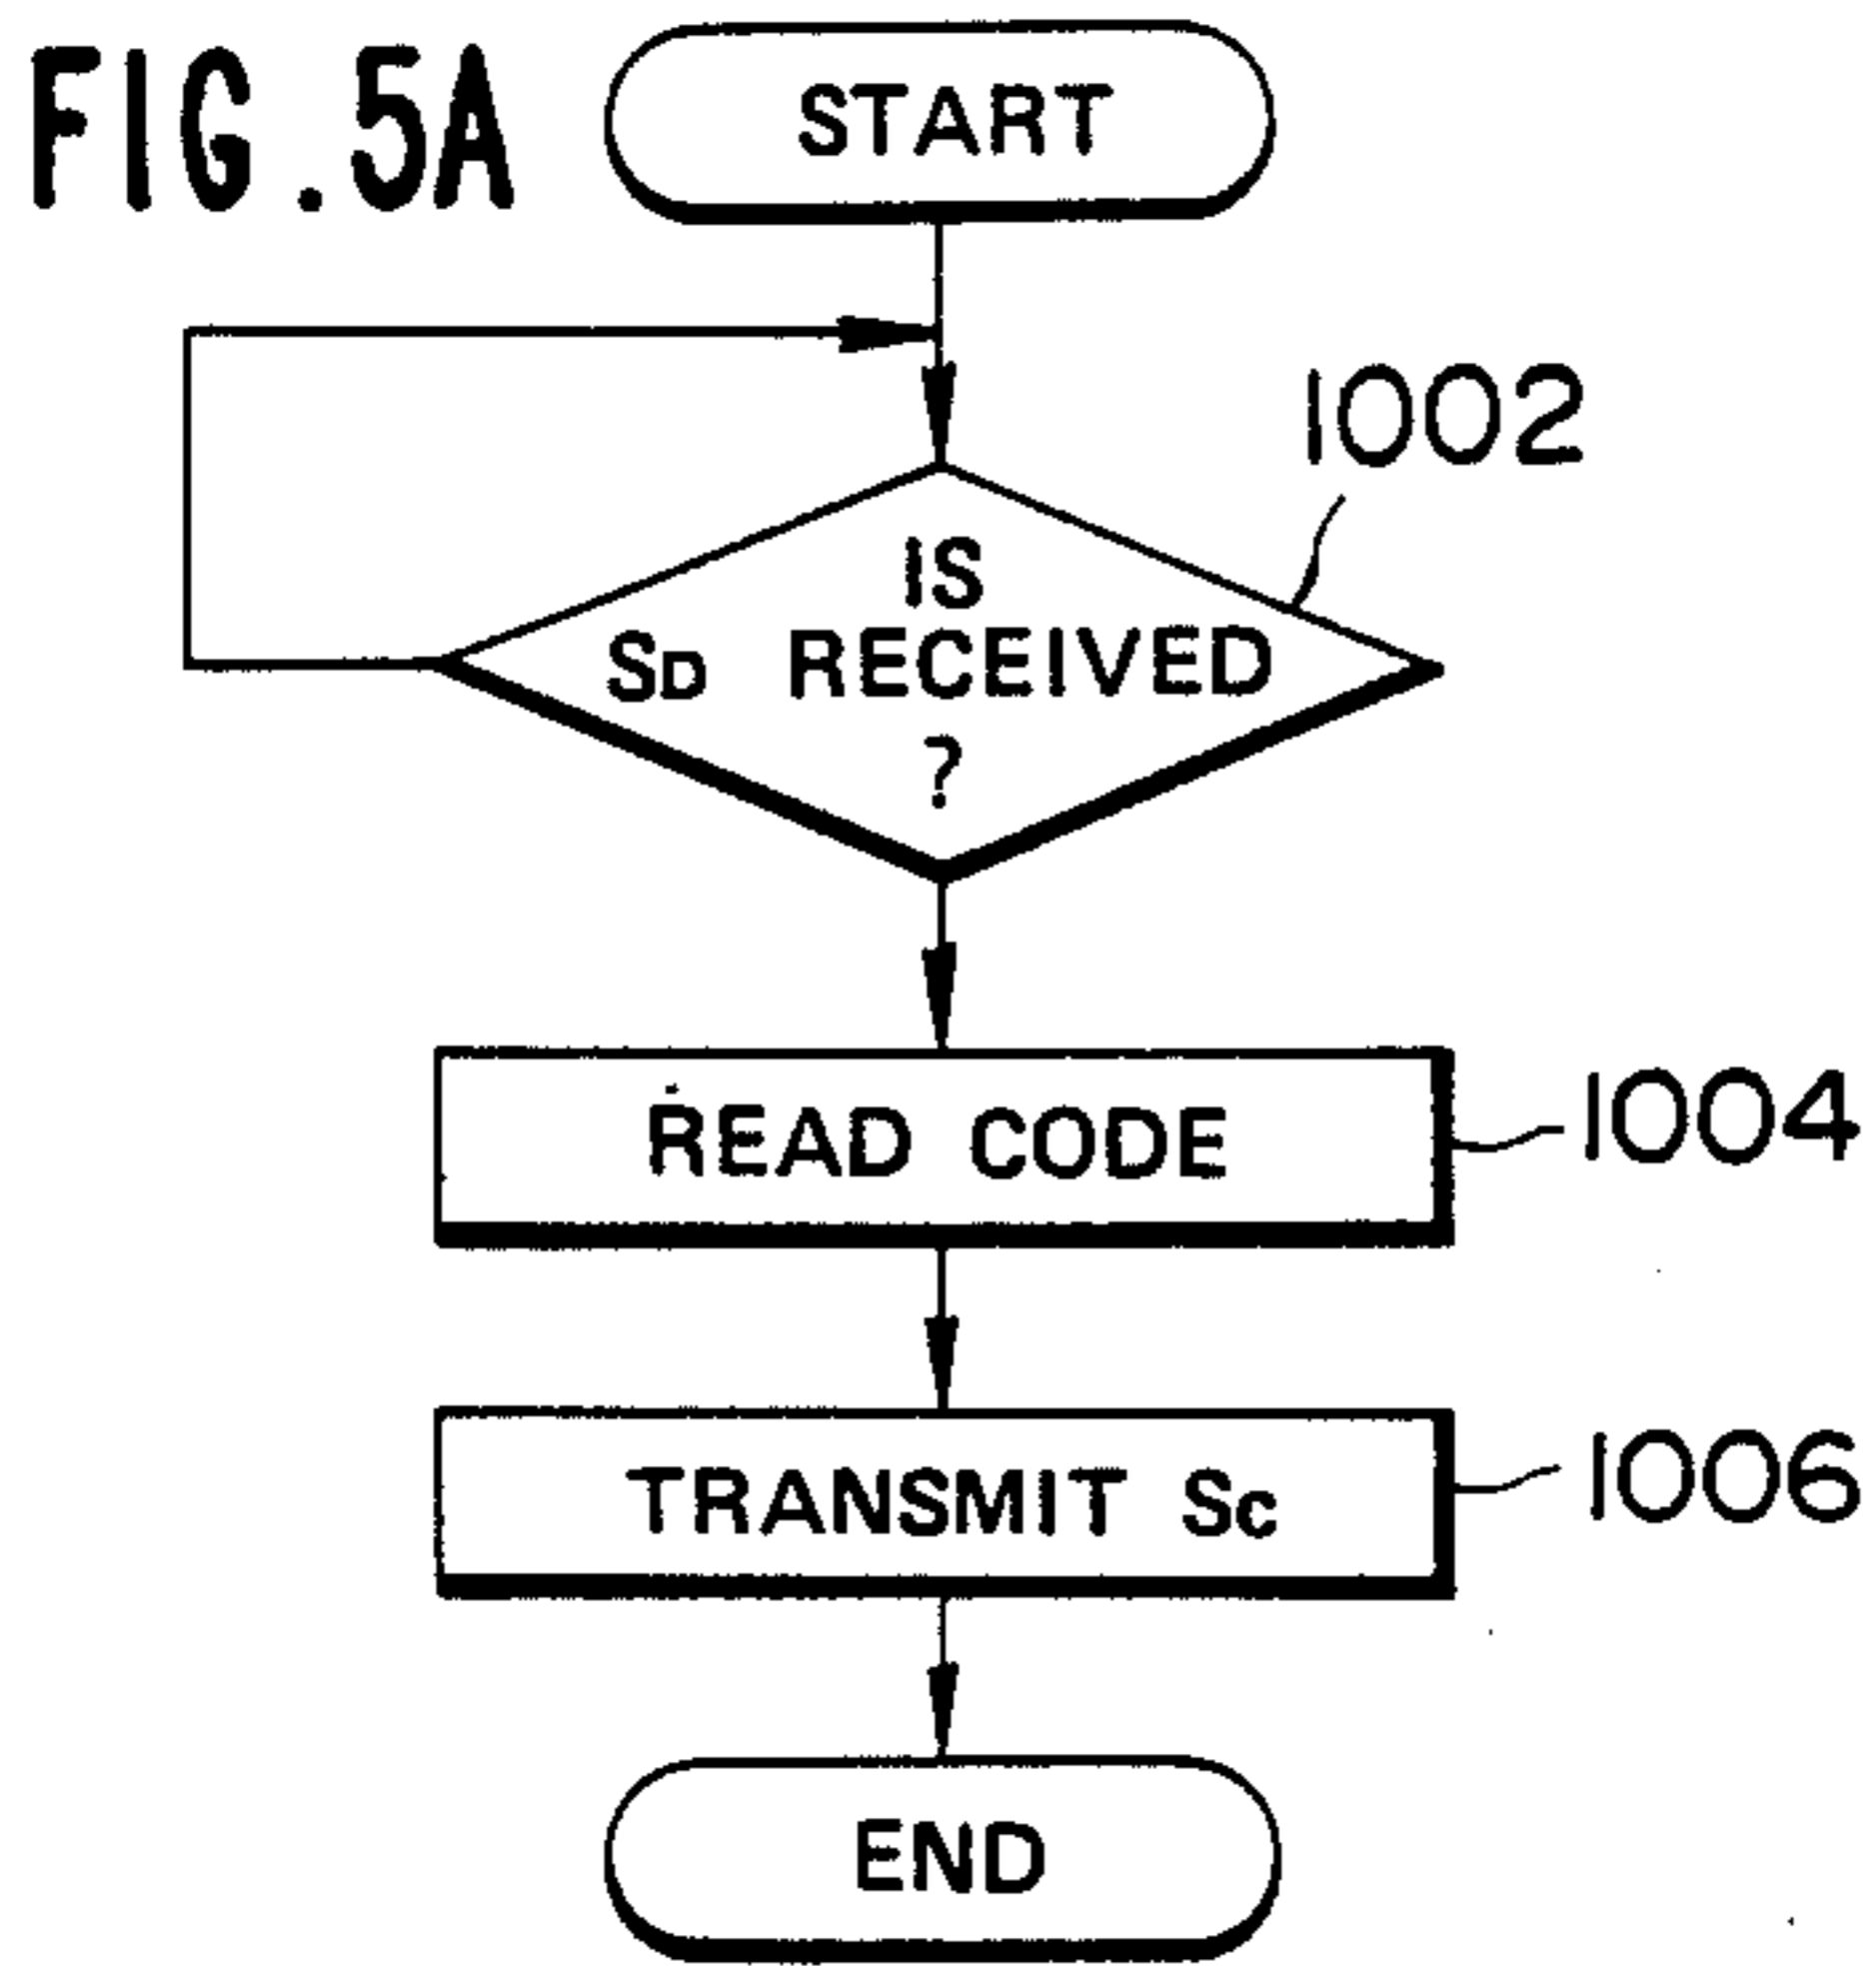 FIG.5A
START
1002
IS
SD RECEIVED
?
READ CODE
1004
TRANSMIT SC
1006
END